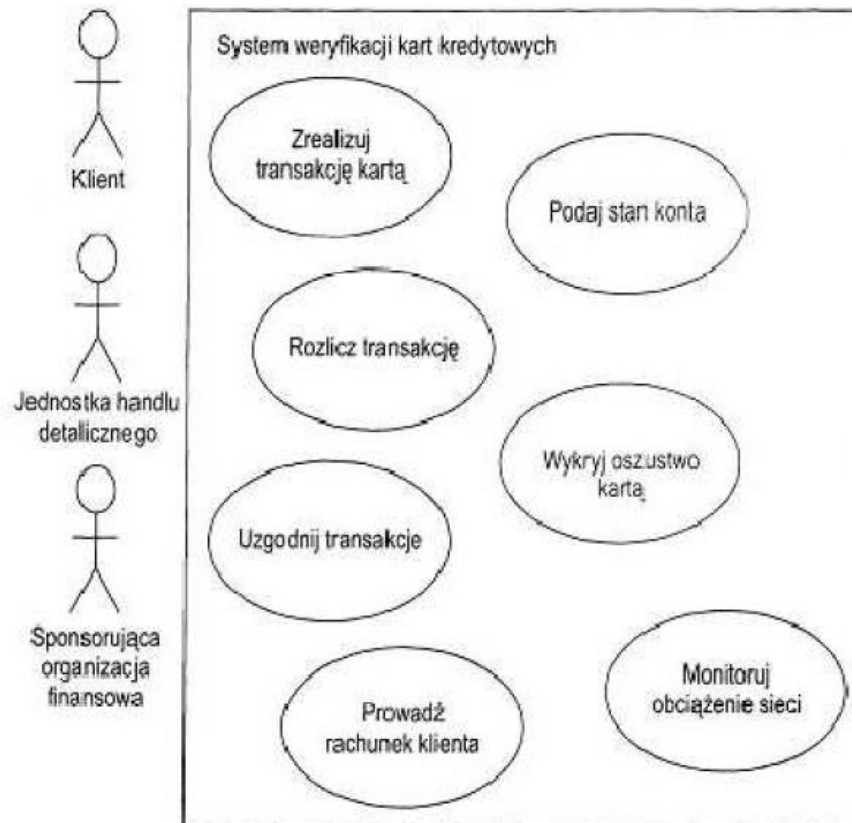 System weryfikacji kart kredytowych
Klient
Zrealizuj
transakcję kartą
Podaj stan konta
Jednostka handlu
detalicznego
Rozlicz transakcję
Wykryj oszustwo
kartą
Uzgodnij transakcje
Sponsorująca
organizacja
finansowa
Prowadź
rachunek klienta
Monitoruj
obciążenie sieci